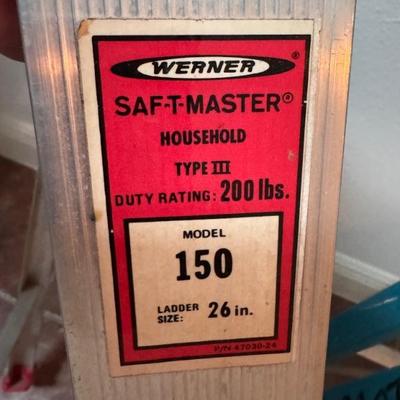 WERNER®
SAF-T-MASTER®
HOUSEHOLD
TYPE III
DUTY RATING: 200 lbs.
MODEL
150
LADDER SIZE: 26 in.
P/N 47030-24